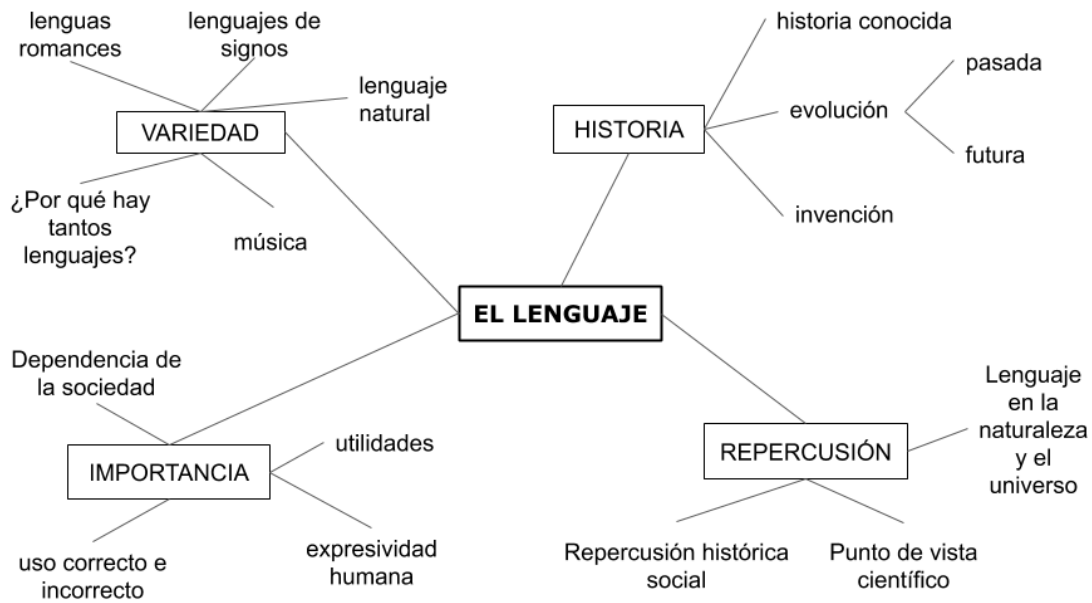 lenguas
romances
lenguajes de
signos
lenguaje
natural
VARIEDAD
¿Por qué hay
tantos
lenguajes?
música
historia conocida
pasada
evolución
HISTORIA
futura
invención
EL LENGUAJE
Dependencia de
la sociedad
utilidades
IMPORTANCIA
uso correcto e
incorrecto
expresividad
humana
Lenguaje
en la
naturaleza
y el
universo
REPERCUSIÓN
Repercusión histórica
social
Punto de vista
científico